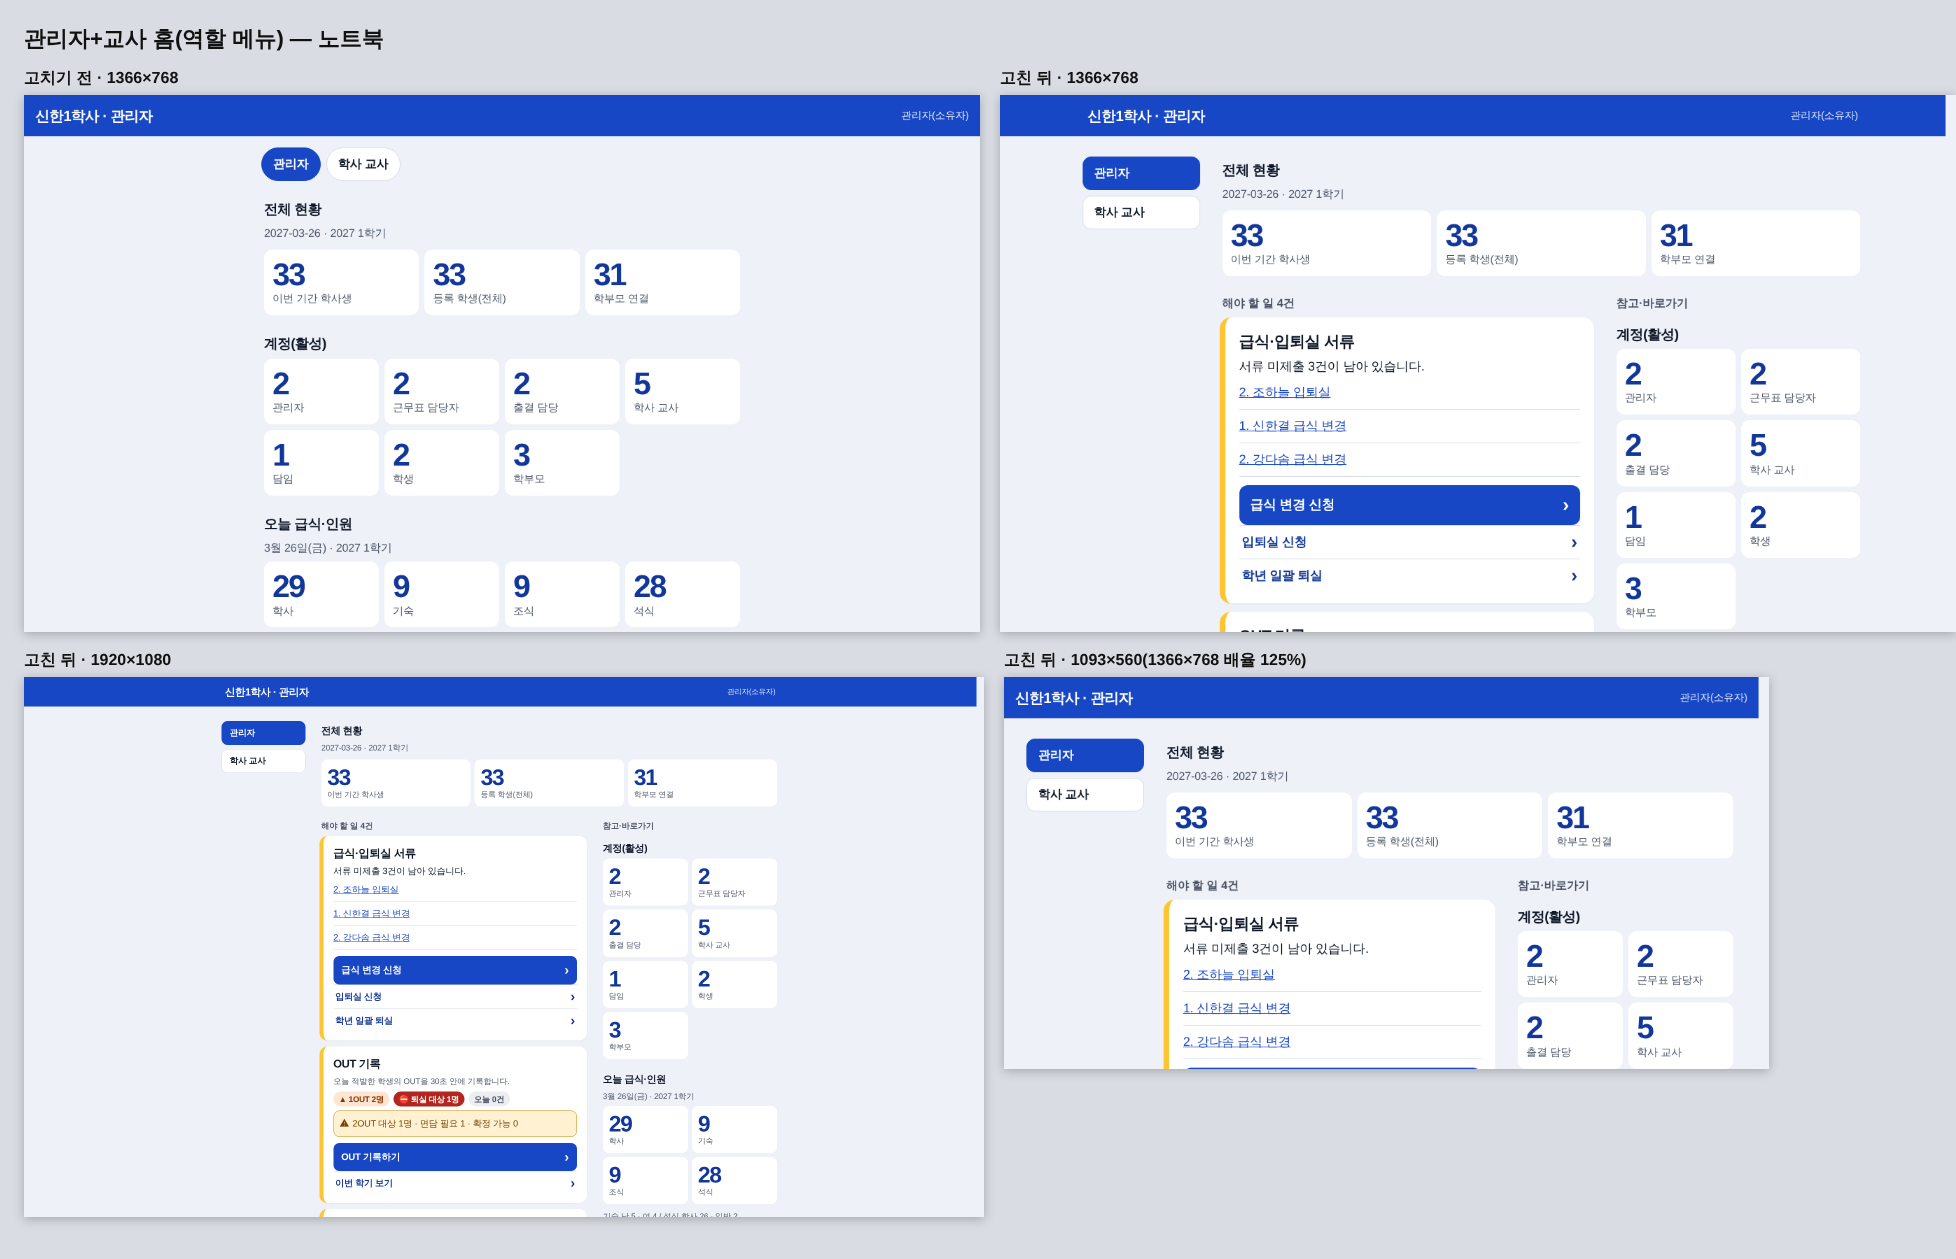 관리자+교사 홈(역할 메뉴) — 노트북
고치기 전 · 1366×768
신한1학사 · 관리자
관리자(소유자)
관리자
학사 교사
전체 현황
2027-03-26 · 2027 1학기
33
33
31
이번 기간 학사생
등록 학생(전체)
학부모 연결
계정(활성)
2
2
2
5
관리자
근무표 담당자
출결 담당
학사 교사
1
2
3
담임
학생
학부모
오늘 급식·인원
3월 26일(금) · 2027 1학기
29
9
9
28
학사
기숙
조식
석식
고친 뒤 · 1366×768
신한1학사 · 관리자
관리자(소유자)
관리자
학사 교사
전체 현황
2027-03-26 · 2027 1학기
33
33
31
이번 기간 학사생
등록 학생(전체)
학부모 연결
해야 할 일 4건
급식·입퇴실 서류
서류 미제출 3건이 남아 있습니다.
2. 조하늘 입퇴실
1. 신한결 급식 변경
2. 강다솜 급식 변경
급식 변경 신청 ›
입퇴실 신청 ›
학년 일괄 퇴실 ›
참고·바로가기
계정(활성)
2
2
관리자
근무표 담당자
2
5
출결 담당
학사 교사
1
2
담임
학생
3
학부모
고친 뒤 · 1920×1080
신한1학사 · 관리자
관리자(소유자)
관리자
학사 교사
전체 현황
2027-03-26 · 2027 1학기
33
33
31
이번 기간 학사생
등록 학생(전체)
학부모 연결
해야 할 일 4건
급식·입퇴실 서류
서류 미제출 3건이 남아 있습니다.
2. 조하늘 입퇴실
1. 신한결 급식 변경
2. 강다솜 급식 변경
급식 변경 신청 ›
입퇴실 신청 ›
학년 일괄 퇴실 ›
OUT 기록
오늘 적발한 학생의 OUT을 30초 안에 기록합니다.
▲ 1OUT 2명
⛔ 퇴실 대상 1명
오늘 0건
⚠ 2OUT 대상 1명 · 면담 필요 1 · 확정 가능 0
OUT 기록하기 ›
이번 학기 보기 ›
참고·바로가기
계정(활성)
2
2
관리자
근무표 담당자
2
5
출결 담당
학사 교사
1
2
담임
학생
3
학부모
오늘 급식·인원
3월 26일(금) · 2027 1학기
29
9
학사
기숙
9
28
조식
석식
고친 뒤 · 1093×560(1366×768 배율 125%)
신한1학사 · 관리자
관리자(소유자)
관리자
학사 교사
전체 현황
2027-03-26 · 2027 1학기
33
33
31
이번 기간 학사생
등록 학생(전체)
학부모 연결
해야 할 일 4건
급식·입퇴실 서류
서류 미제출 3건이 남아 있습니다.
2. 조하늘 입퇴실
1. 신한결 급식 변경
2. 강다솜 급식 변경
참고·바로가기
계정(활성)
2
2
관리자
근무표 담당자
2
5
출결 담당
학사 교사